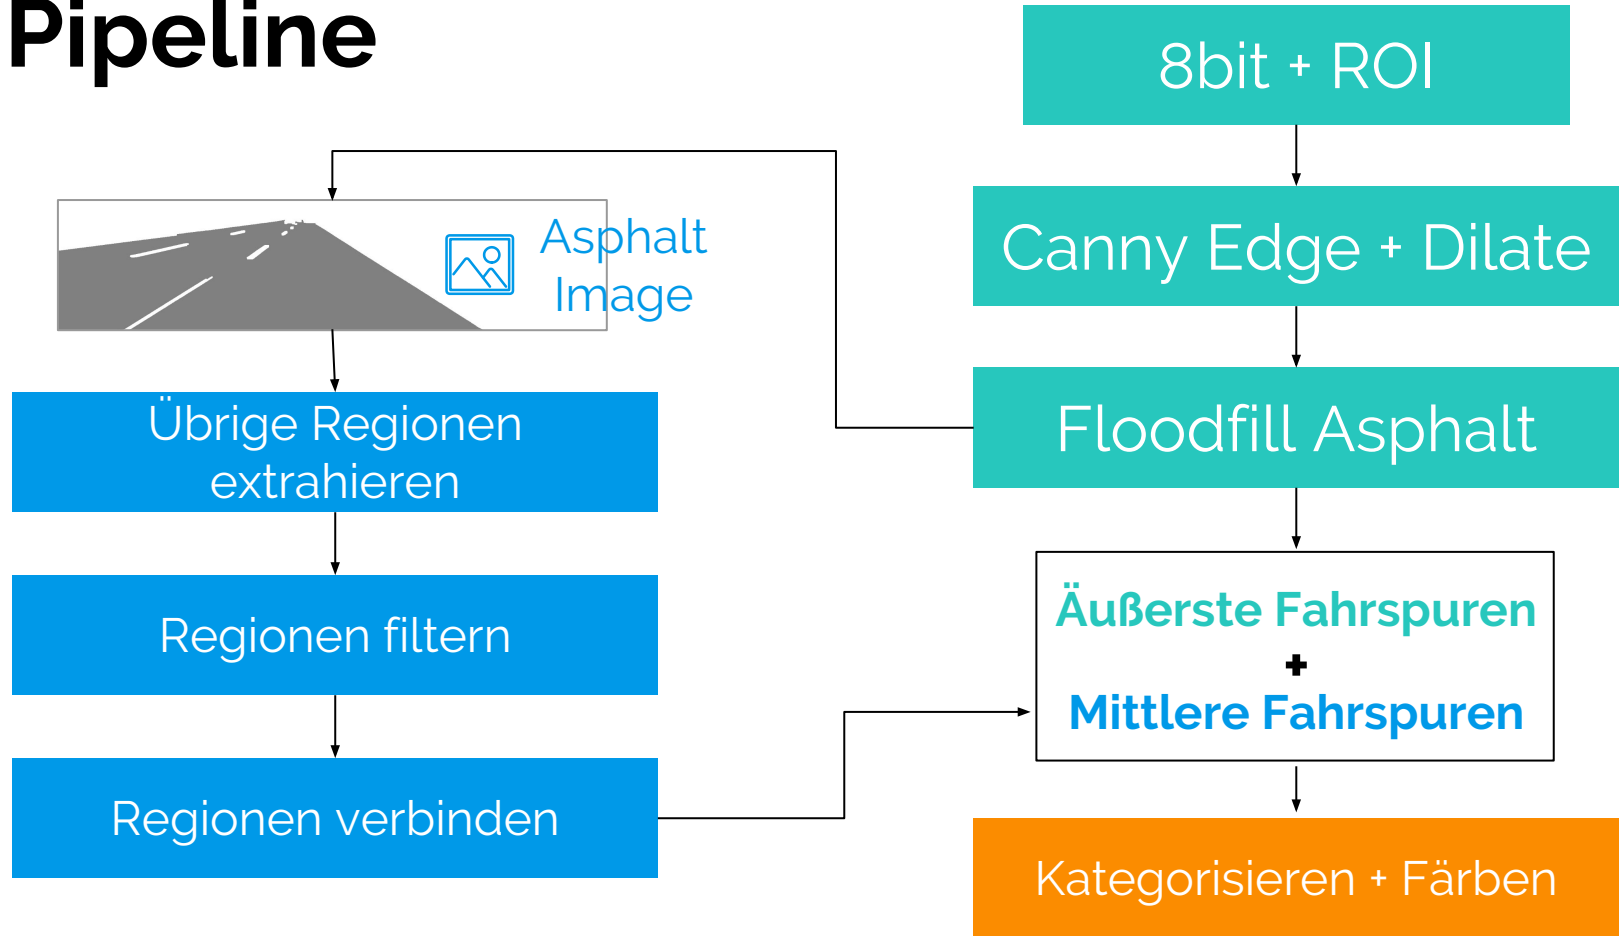 Pipeline
8bit + ROI
Canny Edge + Dilate
Floodfill Asphalt
Asphalt
Image
Übrige Regionen
extrahieren
Regionen filtern
Regionen verbinden
Äußerste Fahrspuren
+
Mittlere Fahrspuren
Kategorisieren + Färben